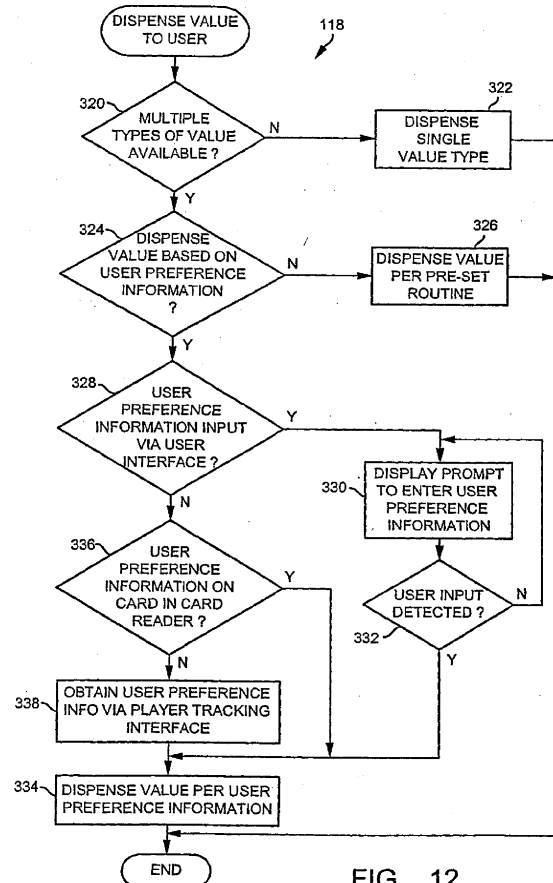 DISPENSE VALUE
TO USER
118
320
MULTIPLE
TYPES OF VALUE
AVAILABLE ?
N
322
DISPENSE
SINGLE
VALUE TYPE
Y
324
DISPENSE
VALUE BASED ON
USER PREFERENCE
INFORMATION
?
N
326
DISPENSE VALUE
PER PRE-SET
ROUTINE
Y
328
USER
PREFERENCE
INFORMATION INPUT
VIA USER
INTERFACE ?
Y
330
DISPLAY PROMPT
TO ENTER USER
PREFERENCE
INFORMATION
N
336
USER
PREFERENCE
INFORMATION ON
CARD IN CARD
READER ?
Y
USER INPUT
DETECTED ?
N
332
Y
N
338
OBTAIN USER PREFERENCE
INFO VIA PLAYER TRACKING
INTERFACE
334
DISPENSE VALUE PER USER
PREFERENCE INFORMATION
END
FIG. 12